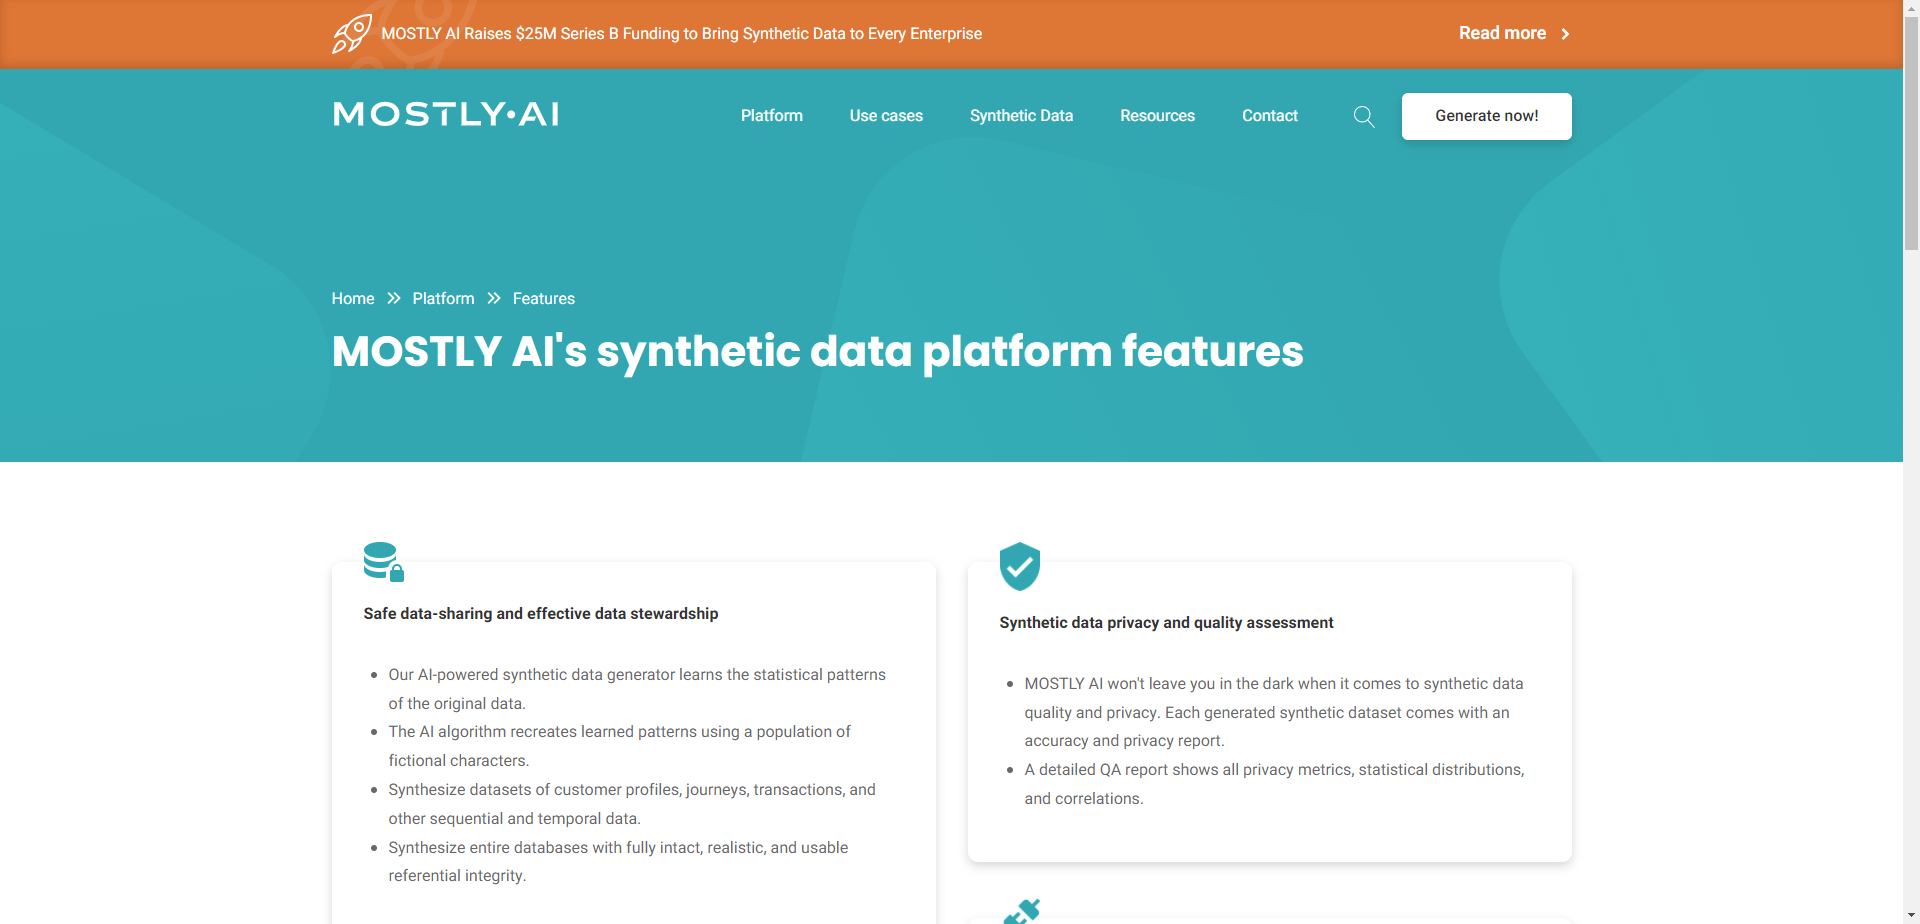 MOSTLY AI Raises $25M Series B Funding to Bring Synthetic Data to Every Enterprise
Read more
MOSTLY•AI
Platform
Use cases
Synthetic Data
Resources
Contact
Generate now!
Home
Platform
Features
MOSTLY AI's synthetic data platform features
Safe data-sharing and effective data stewardship
Our AI-powered synthetic data generator learns the statistical patterns
of the original data.
The AI algorithm recreates learned patterns using a population of
fictional characters.
Synthesize datasets of customer profiles, journeys, transactions, and
other sequential and temporal data.
Synthesize entire databases with fully intact, realistic, and usable
referential integrity.
Synthetic data privacy and quality assessment
MOSTLY AI won't leave you in the dark when it comes to synthetic data
quality and privacy. Each generated synthetic dataset comes with an
accuracy and privacy report.
A detailed QA report shows all privacy metrics, statistical distributions,
and correlations.